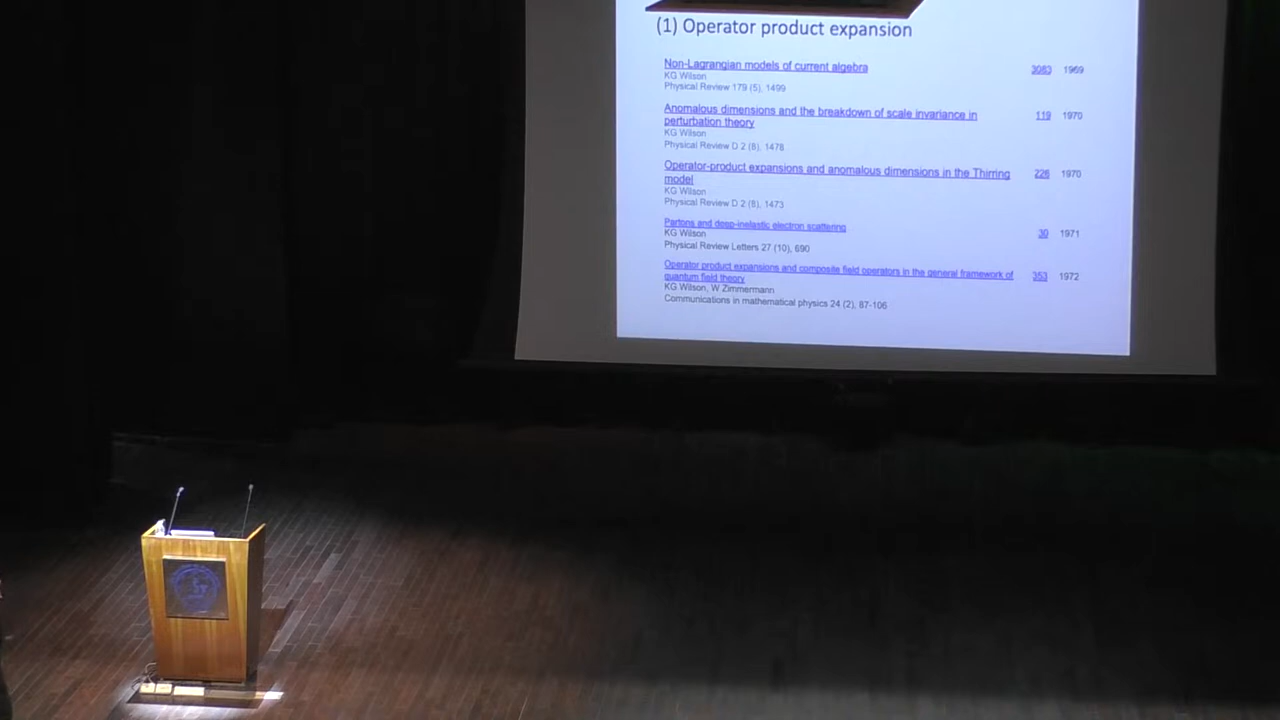 (1) Operator product expansion
Non-Lagrangian models of current algebra 3083 1969
KG Wilson
Physical Review 179 (5), 1499
Anomalous dimensions and the breakdown of scale invariance in 119 1970
perturbation theory
KG Wilson
Physical Review D 2 (8), 1478
Operator-product expansions and anomalous dimensions in the Thirring 226 1970
model
KG Wilson
Physical Review D 2 (8), 1473
Partons and deep-inelastic electron scattering 30 1971
KG Wilson
Physical Review Letters 27 (10), 690
Operator product expansions and composite field operators in the general framework of 353 1972
quantum field theory
KG Wilson, W Zimmermann
Communications in mathematical physics 24 (2), 87-106